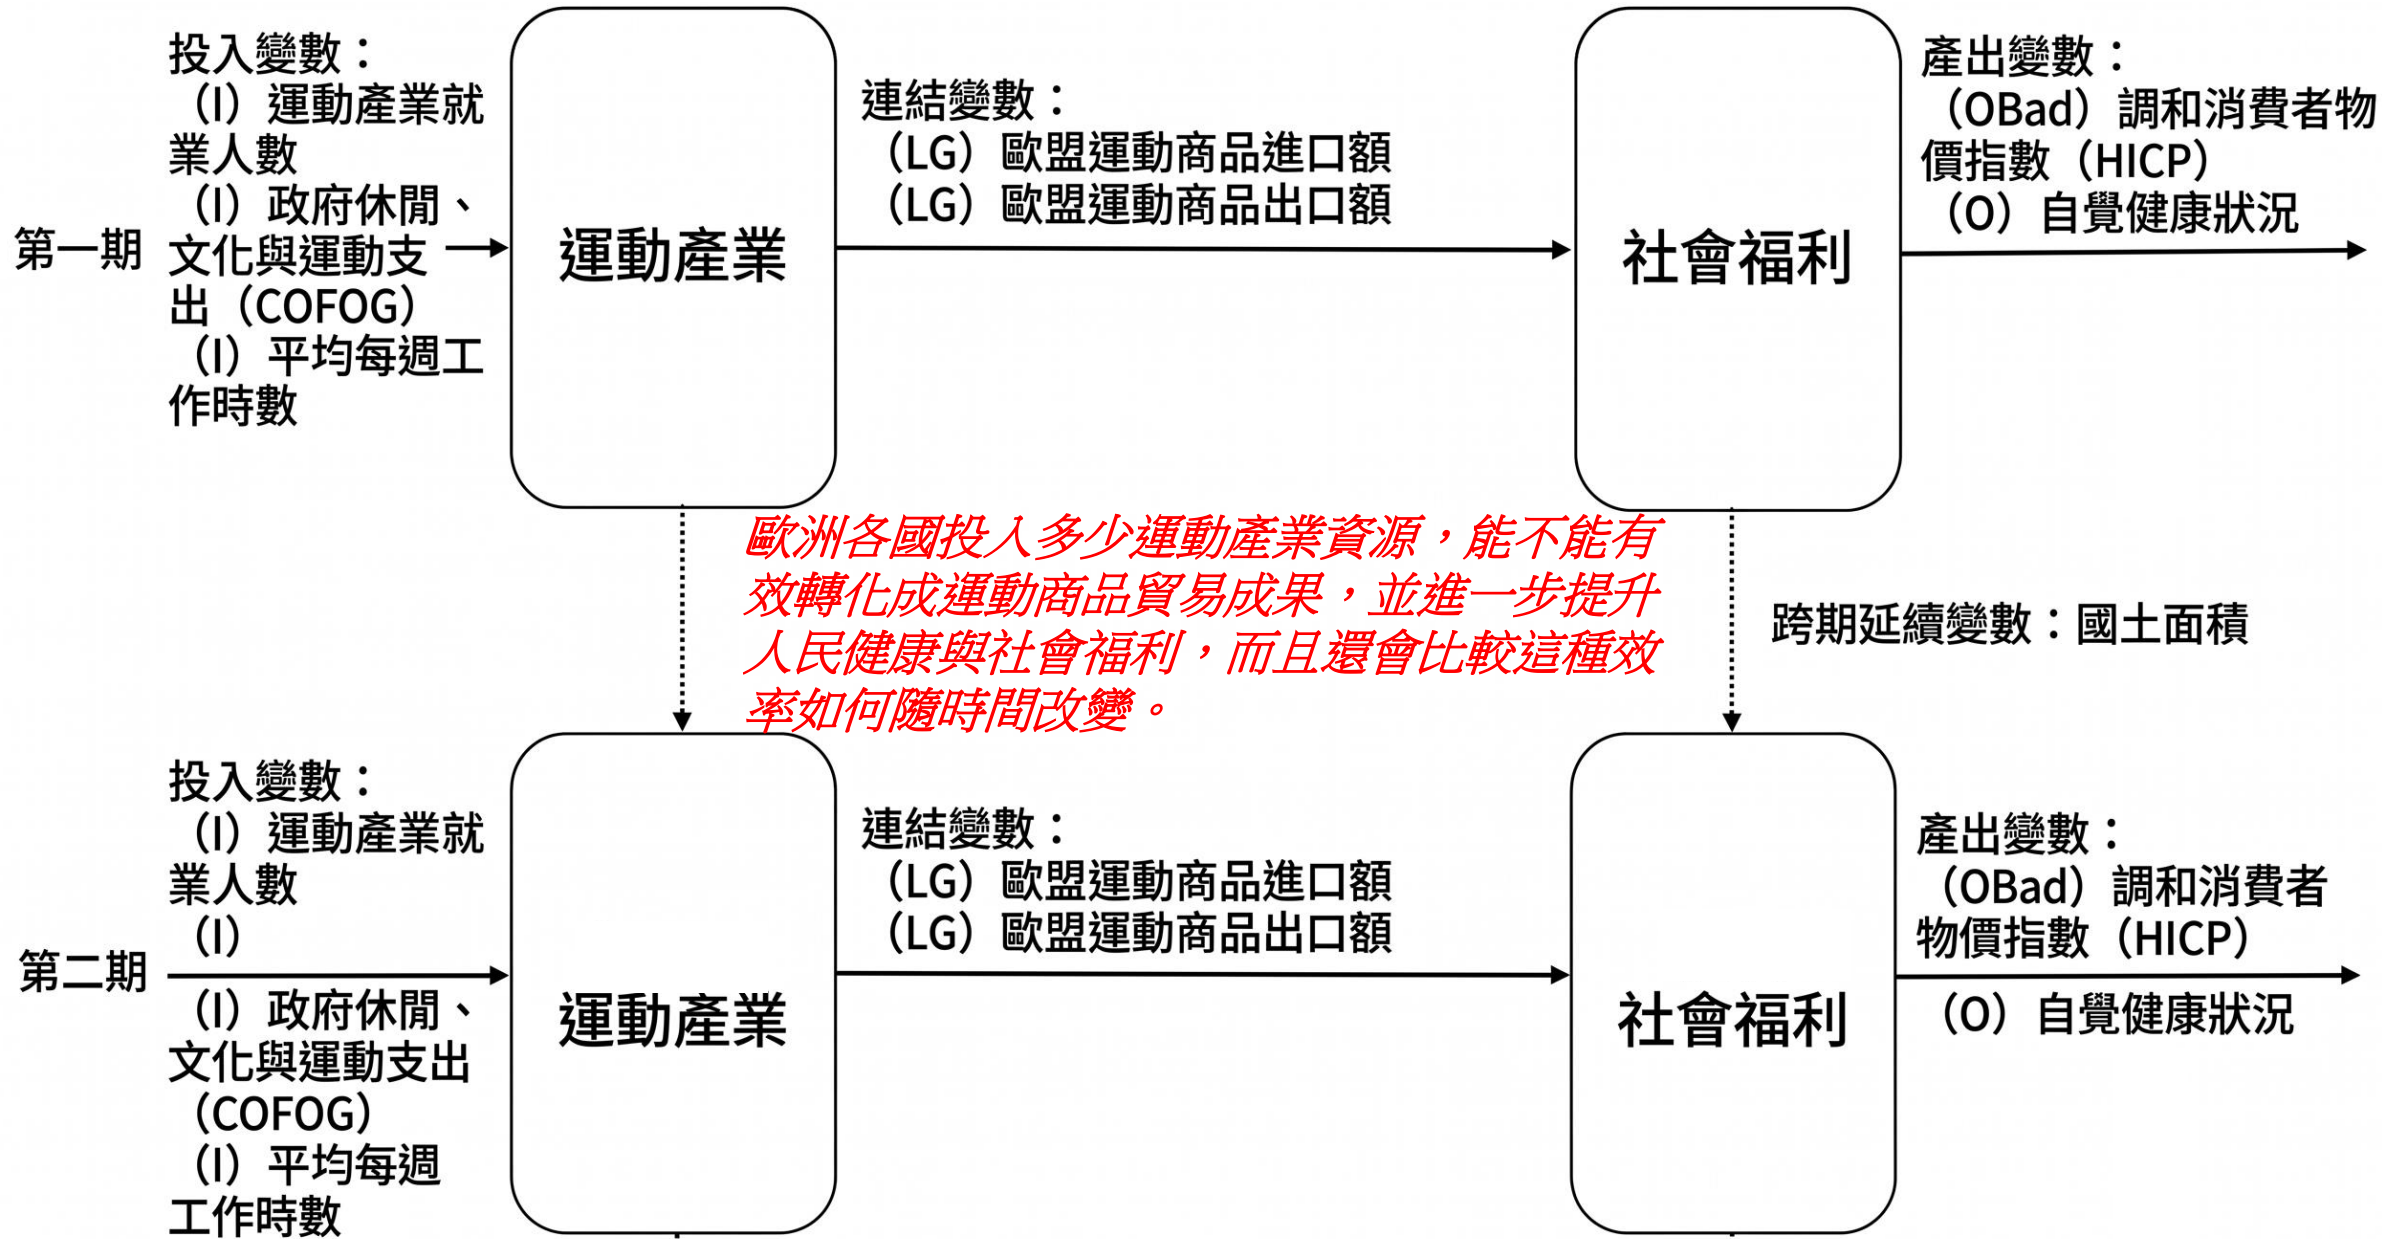 投入變數：
（I）運動產業就
業人數
（I）政府休閒、
文化與運動支
出（COFOG）
（I）平均每週工
作時數
第一期
運動產業
連結變數：
（LG）歐盟運動商品進口額
（LG）歐盟運動商品出口額
社會福利
產出變數：
（OBad）調和消費者物
價指數（HICP）
（O）自覺健康狀況
歐洲各國投入多少運動產業資源，能不能有
效轉化成運動商品貿易成果，並進一步提升
人民健康與社會福利，而且還會比較這種效
率如何隨時間改變。
跨期延續變數：國土面積
投入變數：
（I）運動產業就
業人數
（I）
第二期
（I）政府休閒、
文化與運動支出
（COFOG）
（I）平均每週
工作時數
運動產業
連結變數：
（LG）歐盟運動商品進口額
（LG）歐盟運動商品出口額
社會福利
產出變數：
（OBad）調和消費者
物價指數（HICP）
（O）自覺健康狀況